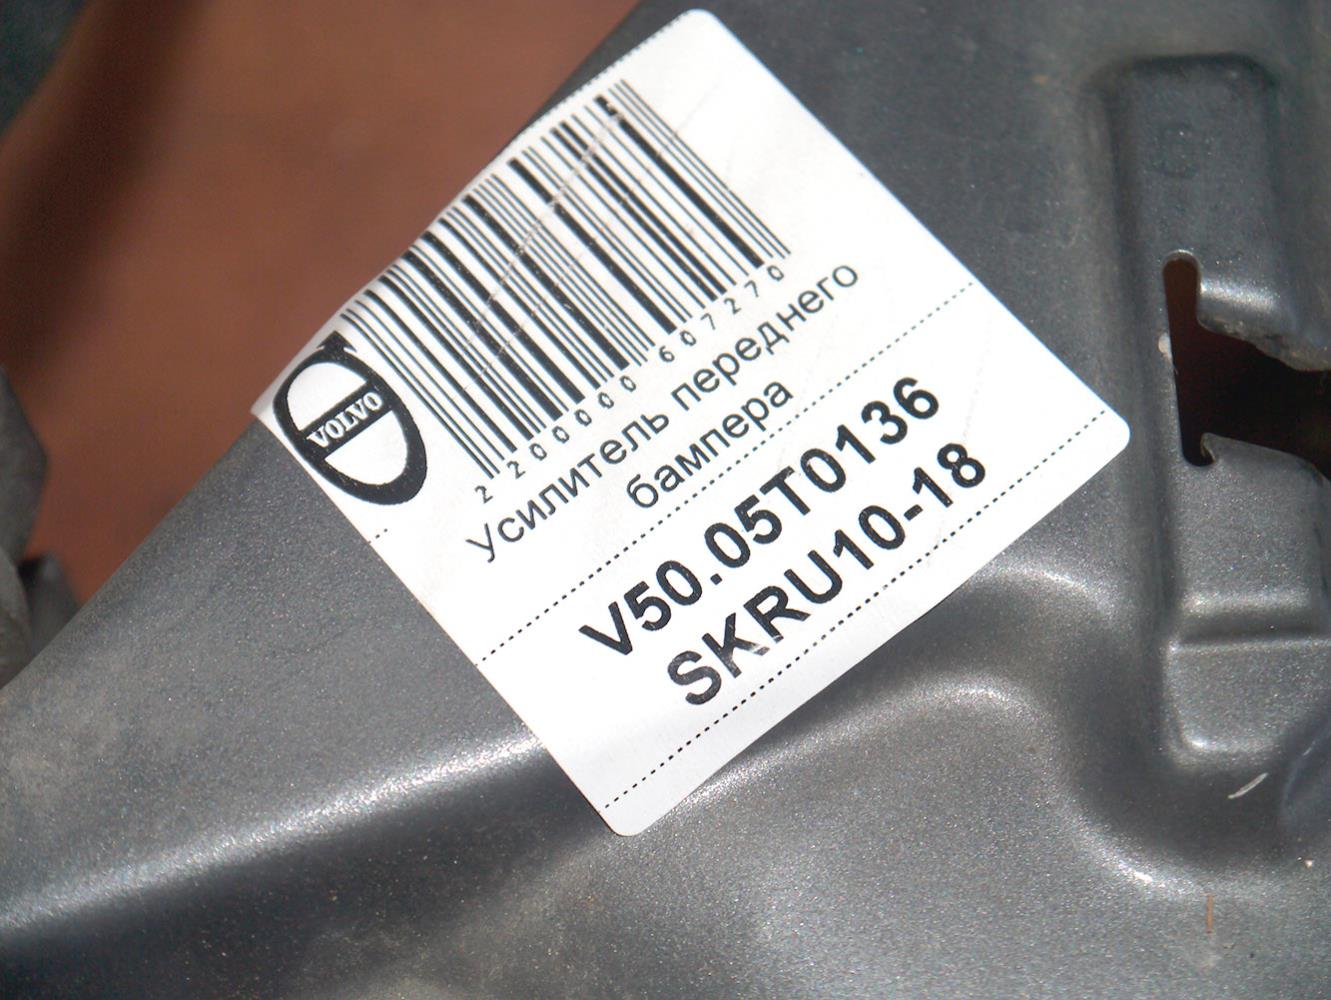 VOLVO
2200000607270
Усилитель переднего
бампера
V50.05T0136
SKRU10-18